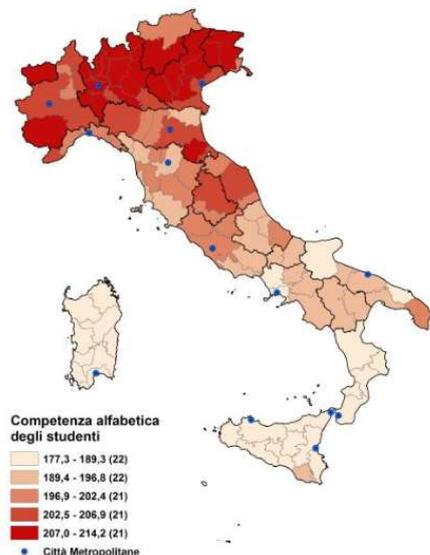 Competenza alfabetica
degli studenti
177,3 - 189,3 (22)
189,4 - 196,8 (22)
196,9 - 202,4 (21)
202,5 - 206,9 (21)
207,0 - 214,2 (21)
Città Metropolitane